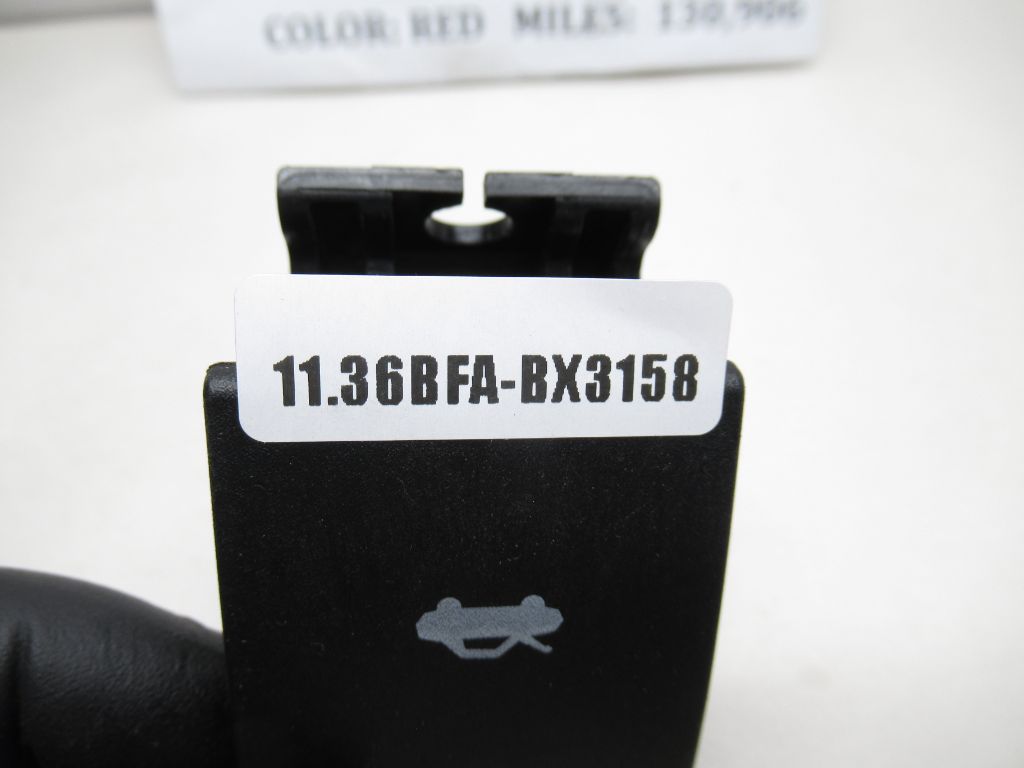 COLOR: RED MILES: 130,906
11.36BFA-BX3158